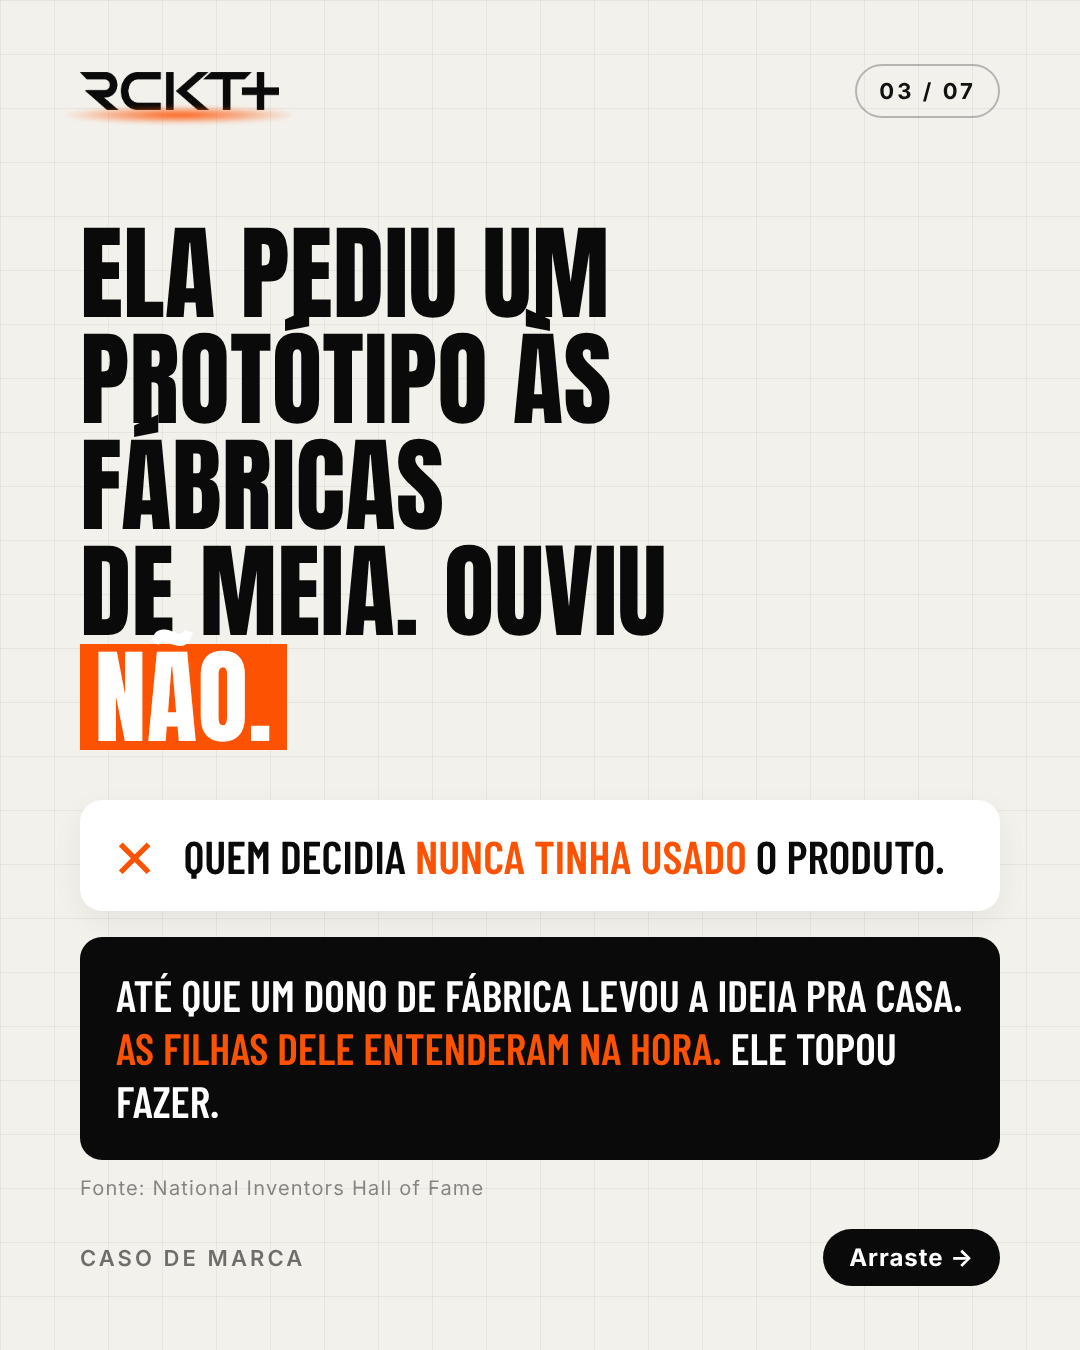 RCKT+
03 / 07
ELA PEDIU UM
PROTÓTIPO ÀS
FÁBRICAS
DE MEIA. OUVIU
NÃO.
✕ QUEM DECIDIA NUNCA TINHA USADO O PRODUTO.
ATÉ QUE UM DONO DE FÁBRICA LEVOU A IDEIA PRA CASA.
AS FILHAS DELE ENTENDERAM NA HORA. ELE TOPOU
FAZER.
Fonte: National Inventors Hall of Fame
CASO DE MARCA
Arraste →